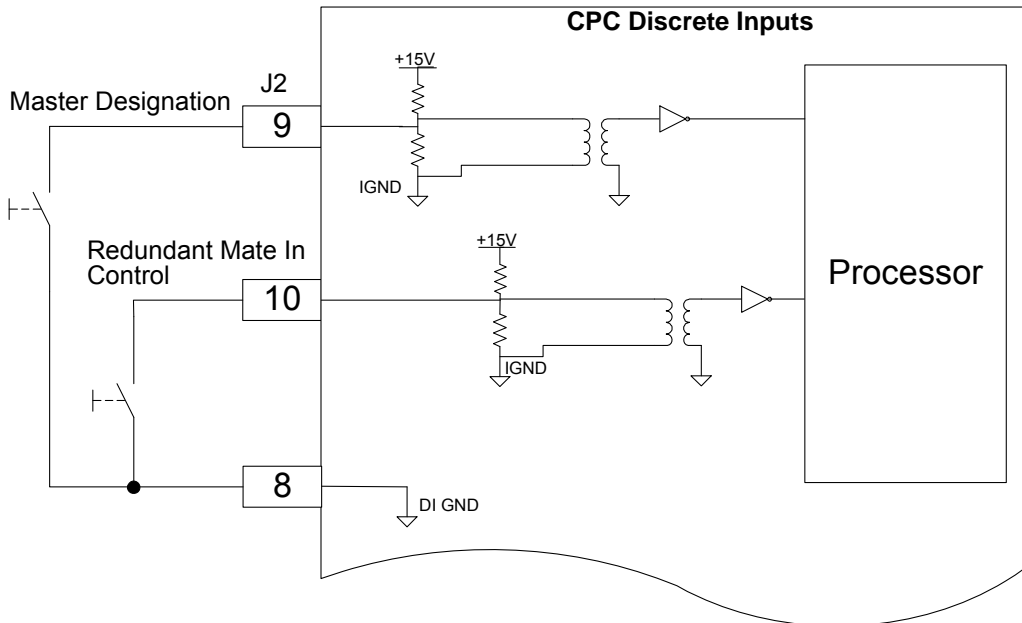 CPC Discrete Inputs
+15V
J2
Master Designation
9
IGND
+15V
Redundant Mate In
Control
10
Processor
IGND
8
DI GND